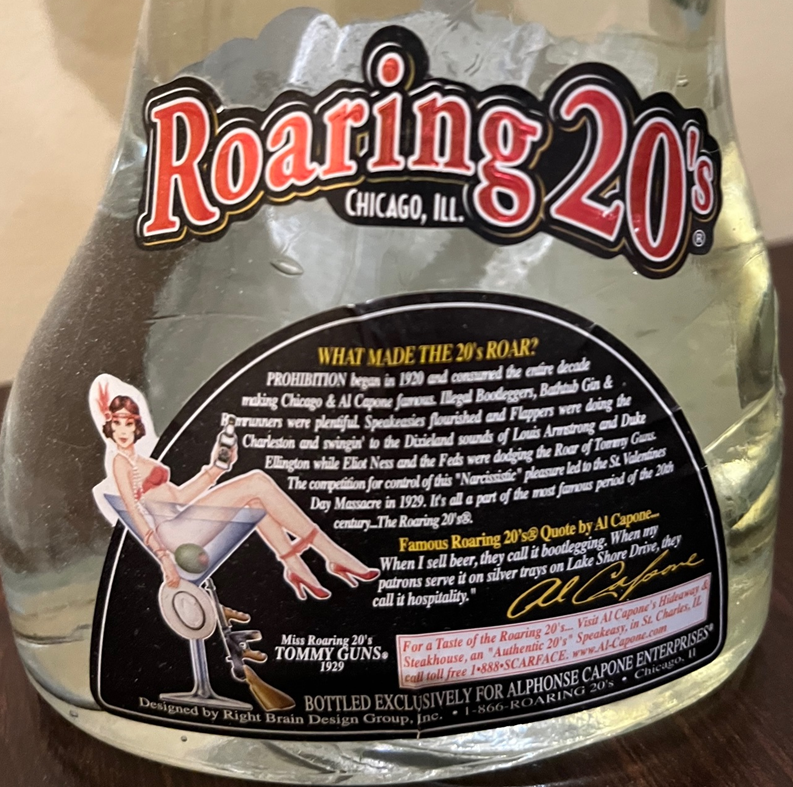 Roaring 20's
CHICAGO, ILL.
®
WHAT MADE THE 20's ROAR?
PROHIBITION began in 1920 and consumed the entire decade
making Chicago & Al Capone famous. Illegal Bootleggers, Bathtub Gin &
Rumrunners were plentiful. Speakeasies flourished and Flappers were doing the
Charleston and swingin' to the Dixieland sounds of Louis Armstrong and Duke
Ellington while Eliot Ness and the Feds were dodging the Roar of Tommy Guns.
The competition for control of this "Narcissistic" pleasure led to the St. Valentines
Day Massacre in 1929. It's all a part of the most famous period of the 20th
century...The Roaring 20's®.
Famous Roaring 20's® Quote by Al Capone...
When I sell beer, they call it bootlegging. When my
patrons serve it on silver trays on Lake Shore Drive, they
call it hospitality."
Al Capone
Miss Roaring 20's
TOMMY GUNS®
1929
For a Taste of the Roaring 20's... Visit Al Capone's Hideaway &
Steakhouse, an "Authentic 20's" Speakeasy, in St. Charles, IL
call toll free 1•888•SCARFACE. www.Al-Capone.com
BOTTLED EXCLUSIVELY FOR ALPHONSE CAPONE ENTERPRISES®
Designed by Right Brain Design Group, Inc. • 1-866-ROARING 20's • Chicago, Il